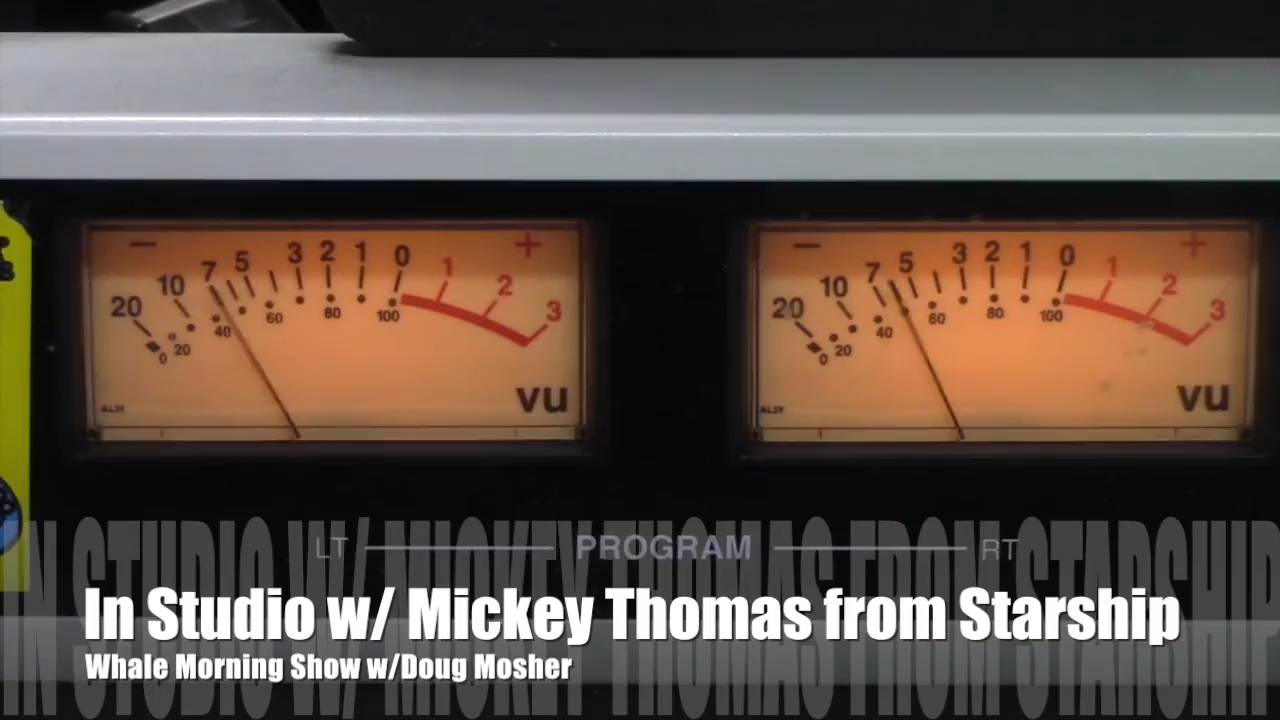 − 20 10 7 5 3 2 1 0 1 2 3 +
0 20 40 60 80 100
vu
− 20 10 7 5 3 2 1 0 1 2 3 +
0 20 40 60 80 100
vu
LT PROGRAM RT
IN STUDIO W/ MICKEY THOMAS FROM STARSHIP
In Studio w/ Mickey Thomas from Starship
Whale Morning Show w/Doug Mosher